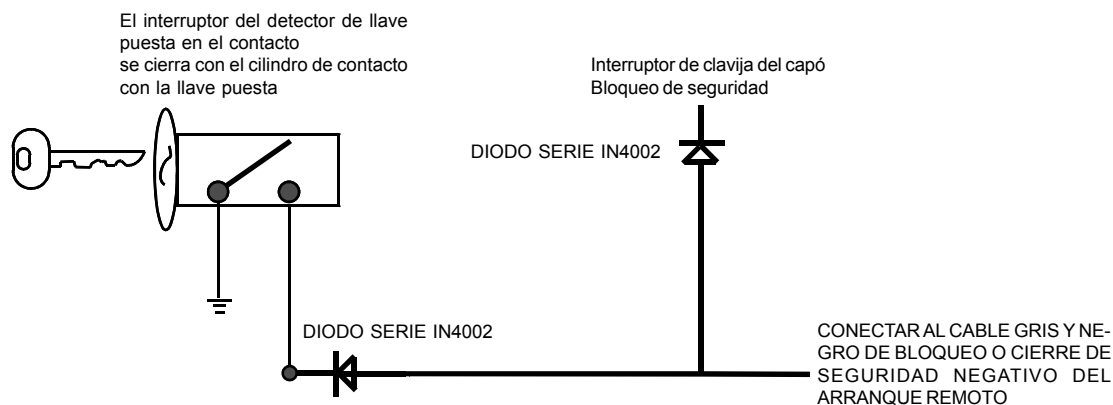 El interruptor del detector de llave
puesta en el contacto
se cierra con el cilindro de contacto
con la llave puesta
Interruptor de clavija del capó
Bloqueo de seguridad
DIODO SERIE IN4002
DIODO SERIE IN4002
CONECTAR AL CABLE GRIS Y NE-
GRO DE BLOQUEO O CIERRE DE
SEGURIDAD NEGATIVO DEL
ARRANQUE REMOTO